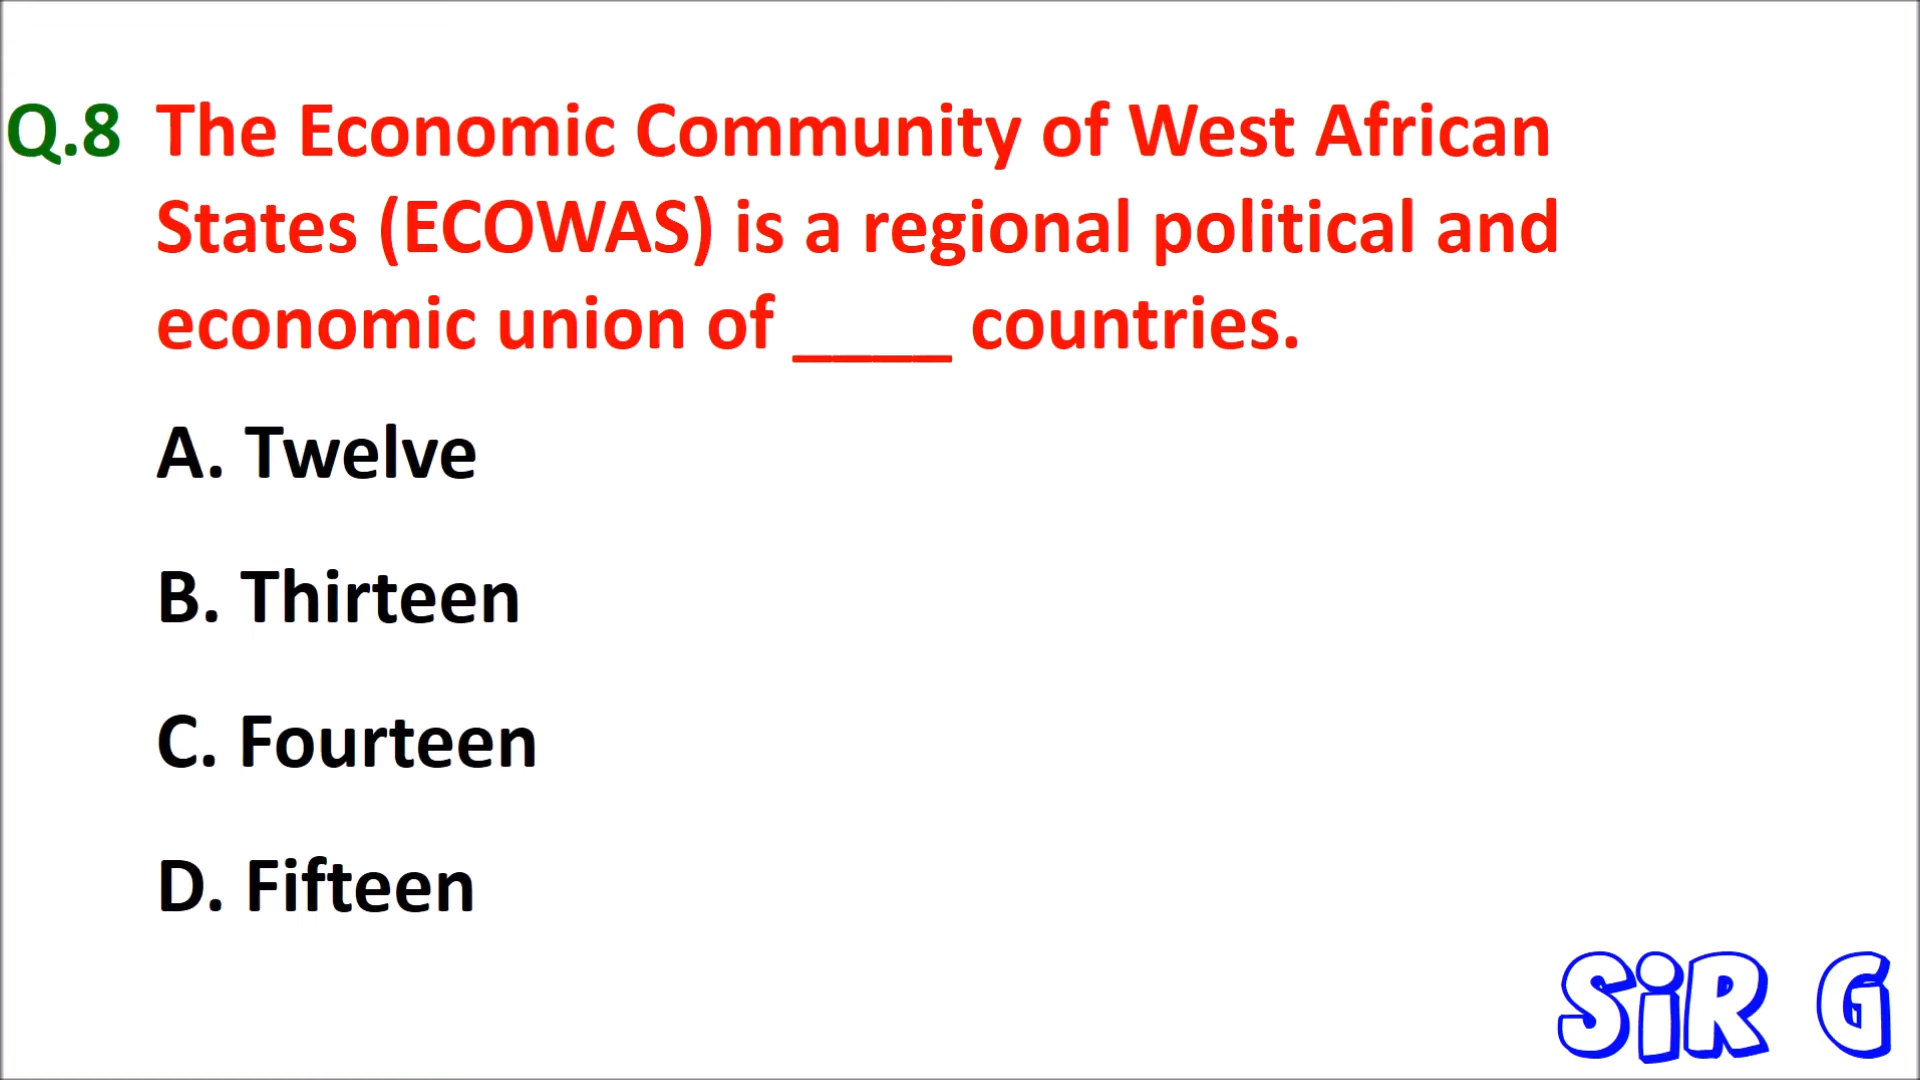 Q.8 The Economic Community of West African
States (ECOWAS) is a regional political and
economic union of ____ countries.
A. Twelve
B. Thirteen
C. Fourteen
D. Fifteen
SiR G